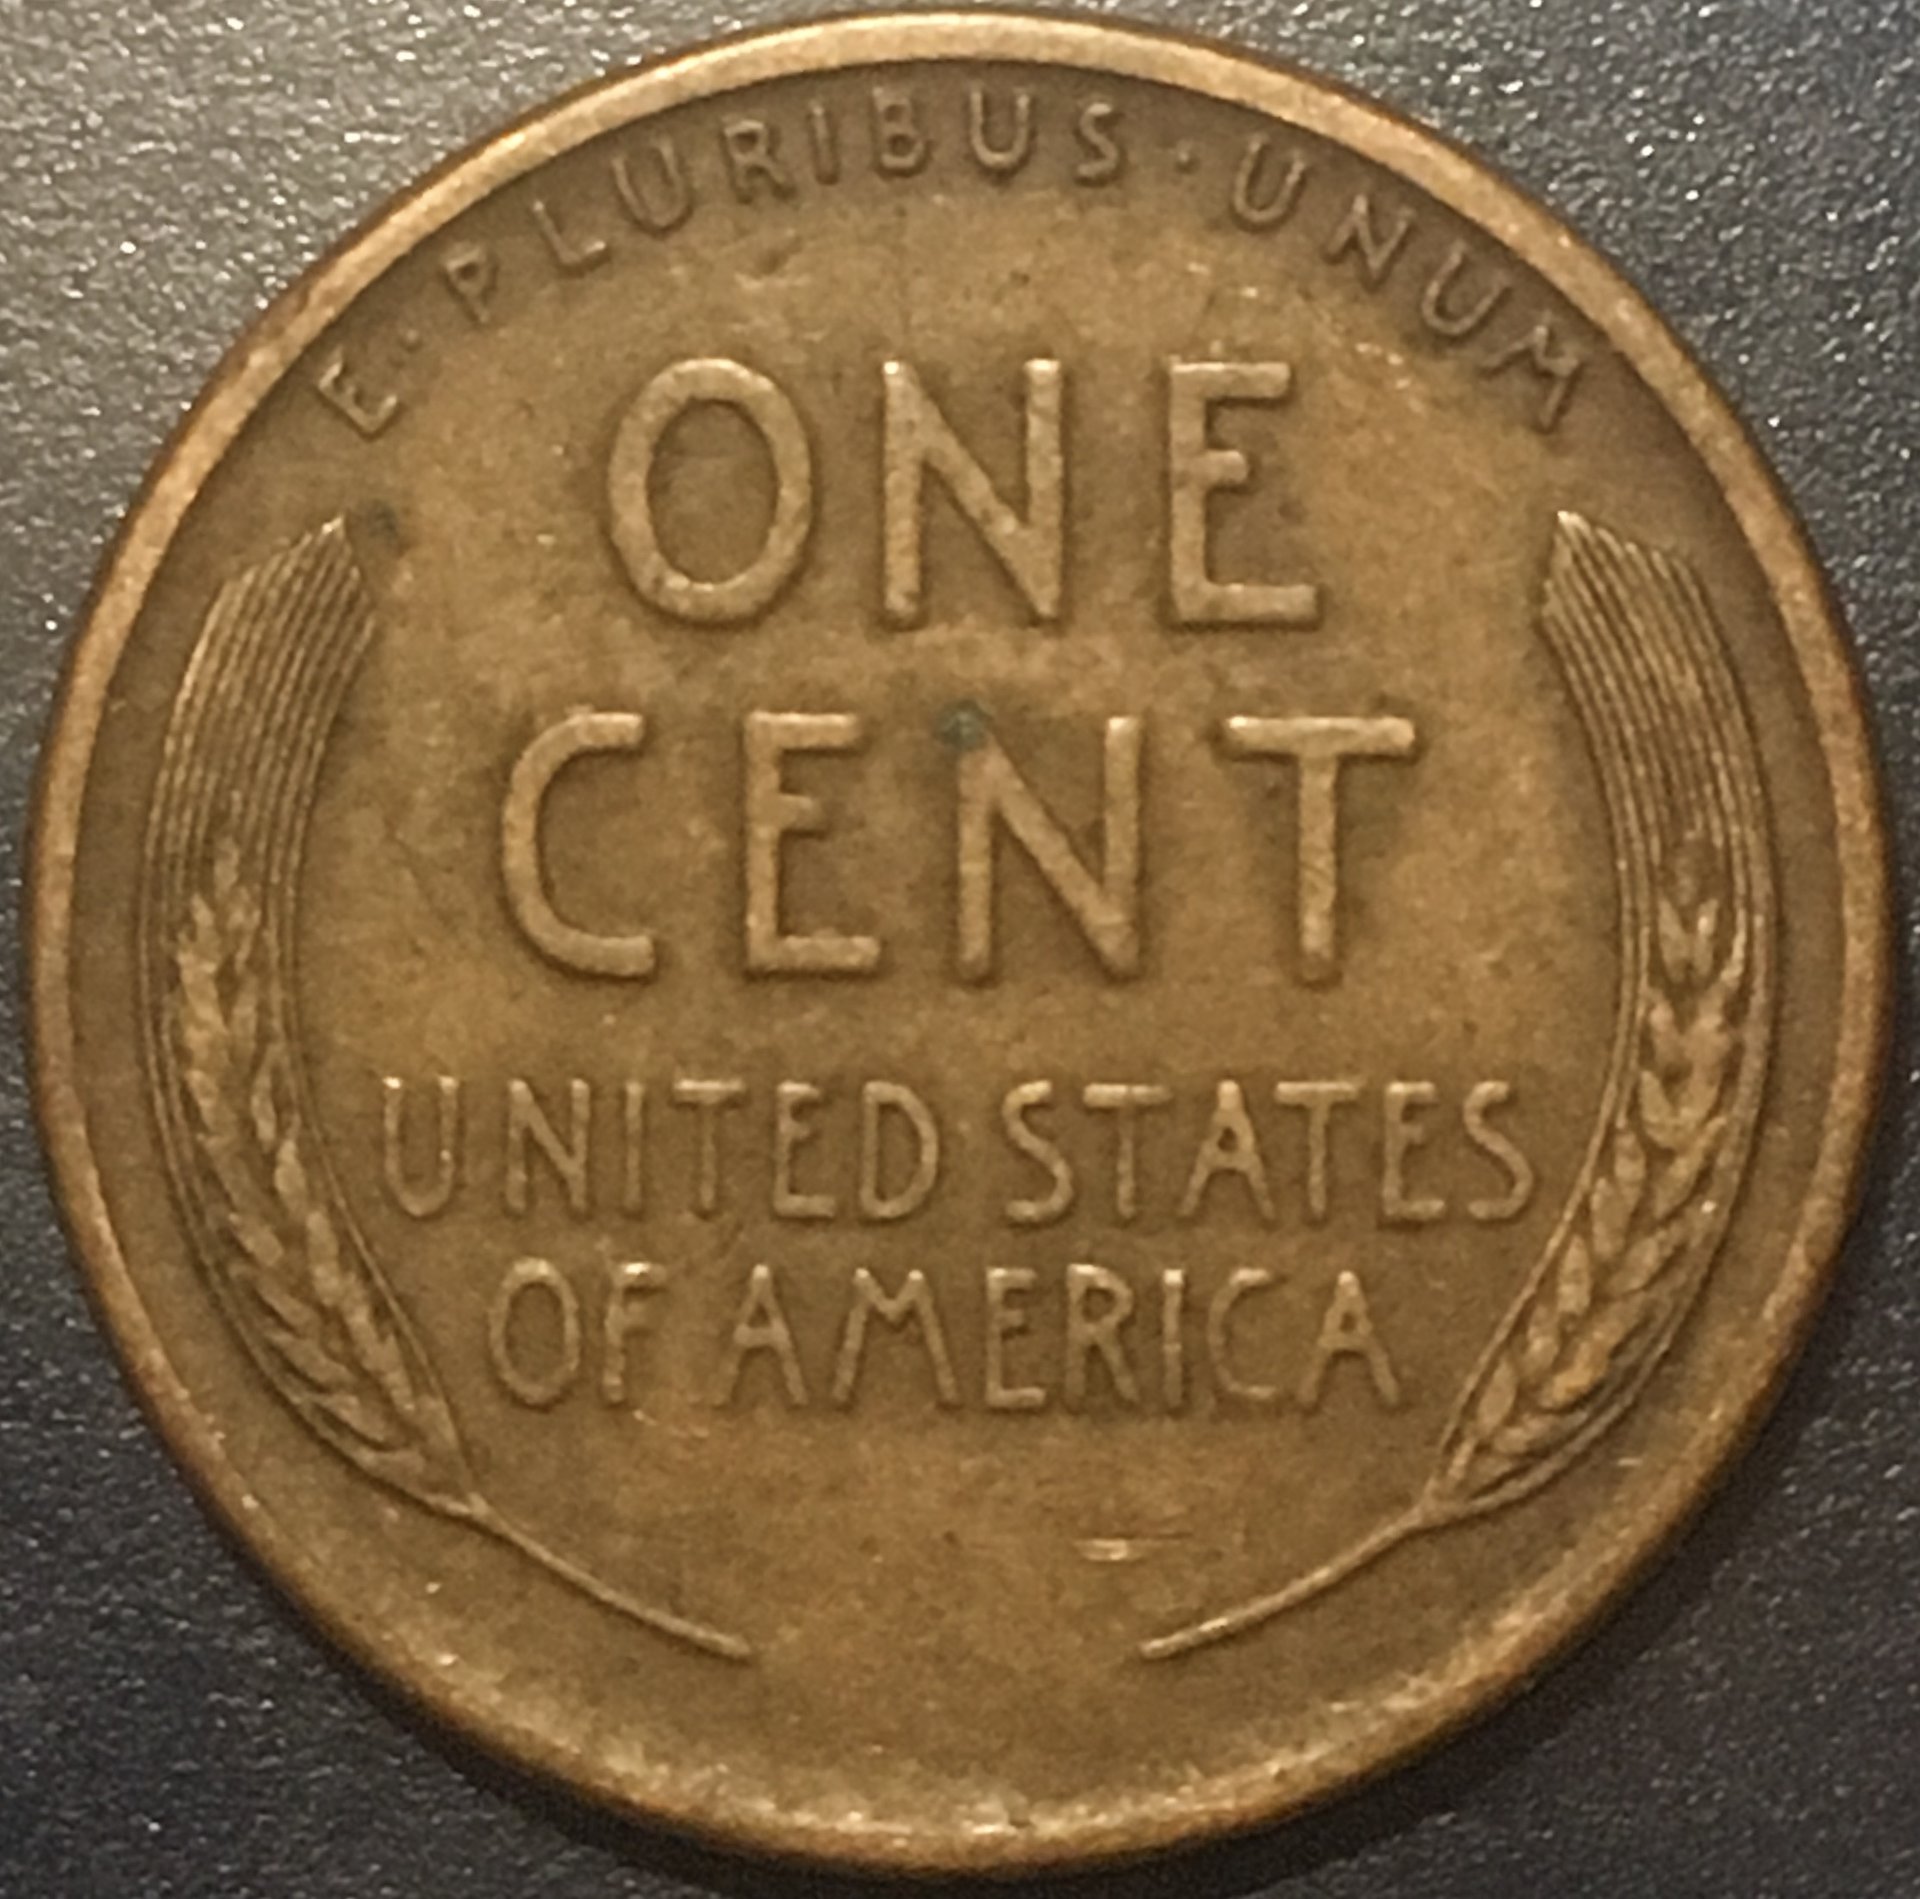 E·PLURIBUS·UNUM
ONE
CENT
UNITED STATES
OF AMERICA